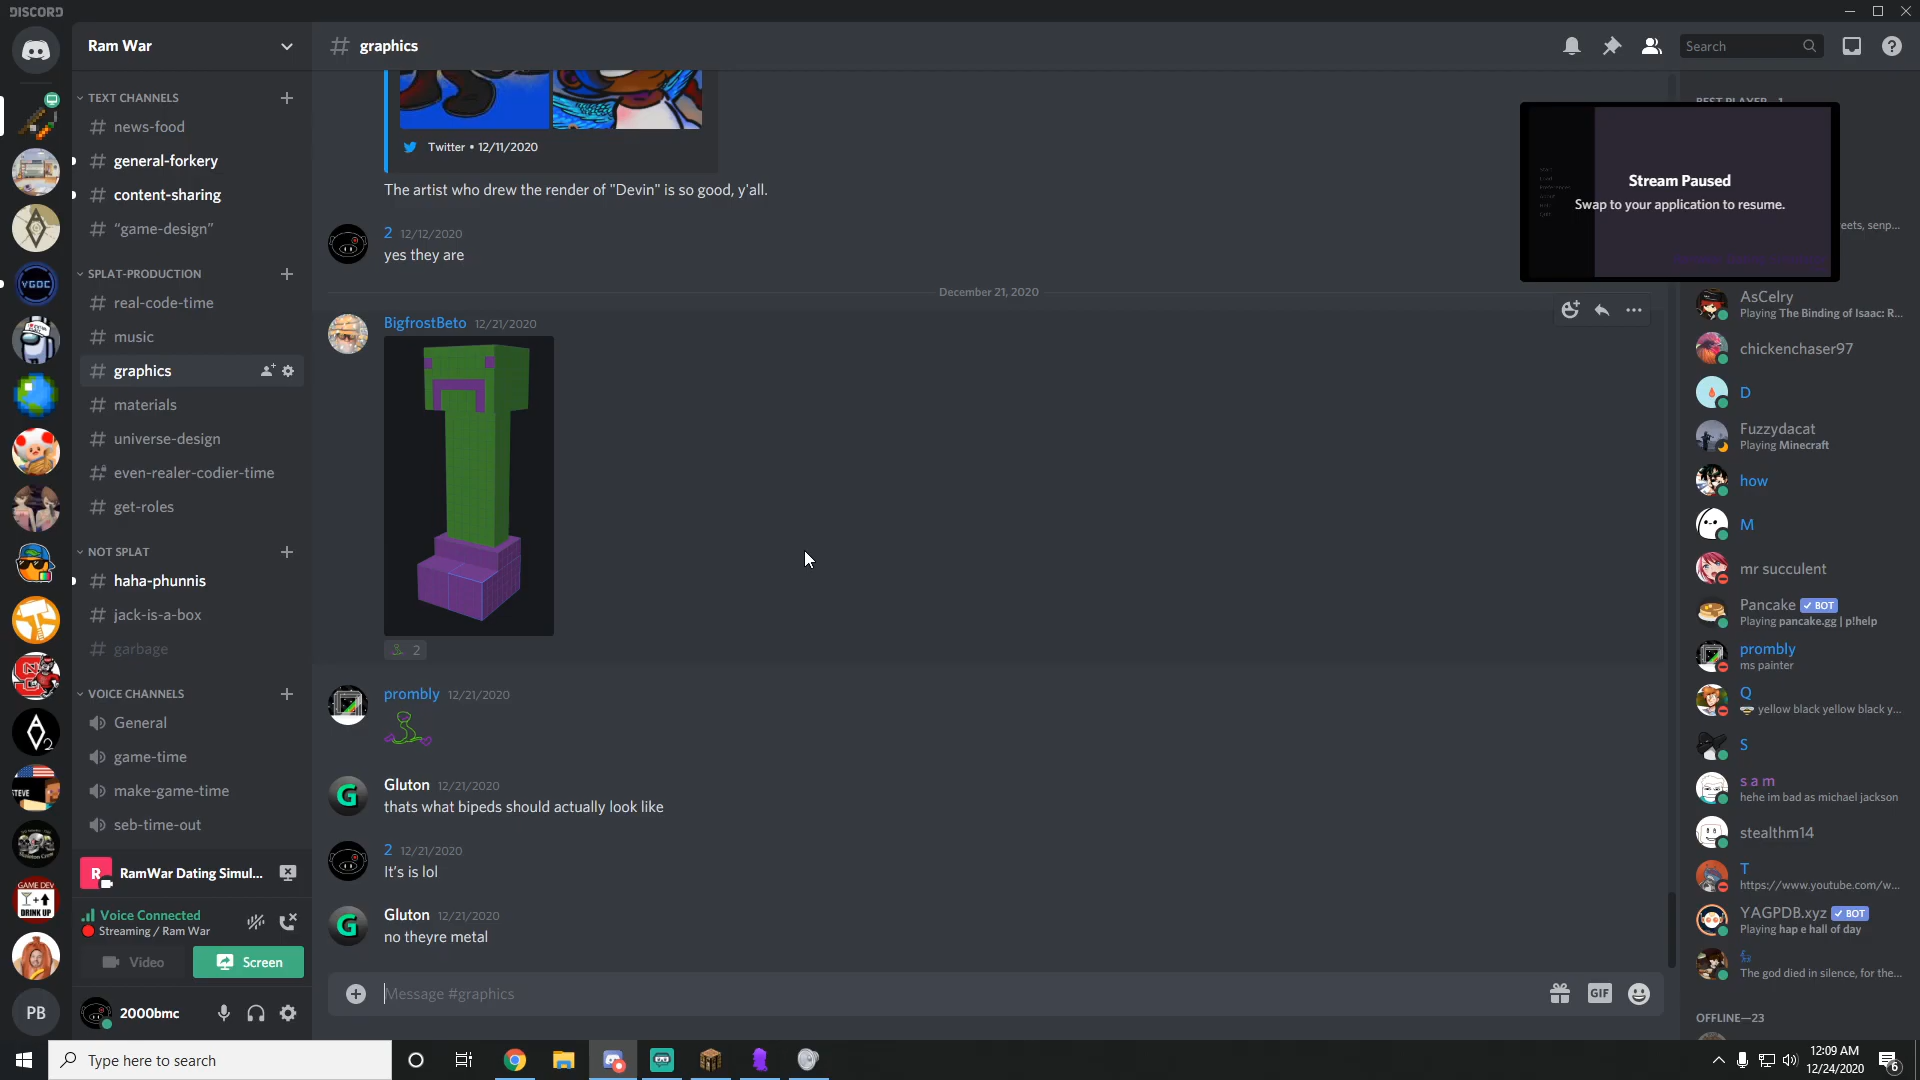 DISCORD
Ram War
graphics
Search
TEXT CHANNELS
news-food
general-forkery
content-sharing
"game-design"
SPLAT-PRODUCTION
real-code-time
music
graphics
materials
universe-design
even-realer-codier-time
get-roles
NOT SPLAT
haha-phunnis
jack-is-a-box
garbage
VOICE CHANNELS
General
game-time
make-game-time
seb-time-out
RamWar Dating Simul...
Voice Connected
Streaming / Ram War
Video
Screen
2000bmc
VGDC
STEVE
GAME DEV
DRINK UP
PB
Twitter • 12/11/2020
The artist who drew the render of "Devin" is so good, y'all.
2 12/12/2020
yes they are
December 21, 2020
BigfrostBeto 12/21/2020
2
prombly 12/21/2020
Gluton 12/21/2020
thats what bipeds should actually look like
2 12/21/2020
It's is lol
Gluton 12/21/2020
no theyre metal
Message #graphics
GIF
BEST PLAYER—1
Stream Paused
Swap to your application to resume.
eets, senp...
AsCelry
Playing The Binding of Isaac: R...
chickenchaser97
D
Fuzzydacat
Playing Minecraft
how
M
mr succulent
Pancake BOT
Playing pancake.gg | p!help
prombly
ms painter
Q
yellow black yellow black y...
S
s a m
hehe im bad as michael jackson
stealthm14
T
https://www.youtube.com/w...
YAGPDB.xyz BOT
Playing hap e hall of day
The god died in silence, for the...
OFFLINE—23
Type here to search
12:09 AM
12/24/2020
6